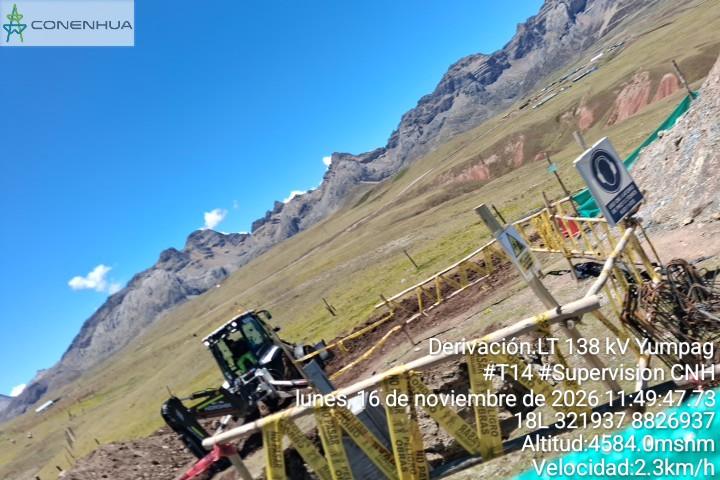 CONENHUA
Derivación.LT 138 kV Yumpag
#T14 #Supervision CNH
lunes, 16 de noviembre de 2026 11:49:47.73
18L 321937 8826937
Altitud:4584.0msnm
Velocidad:2.3km/h